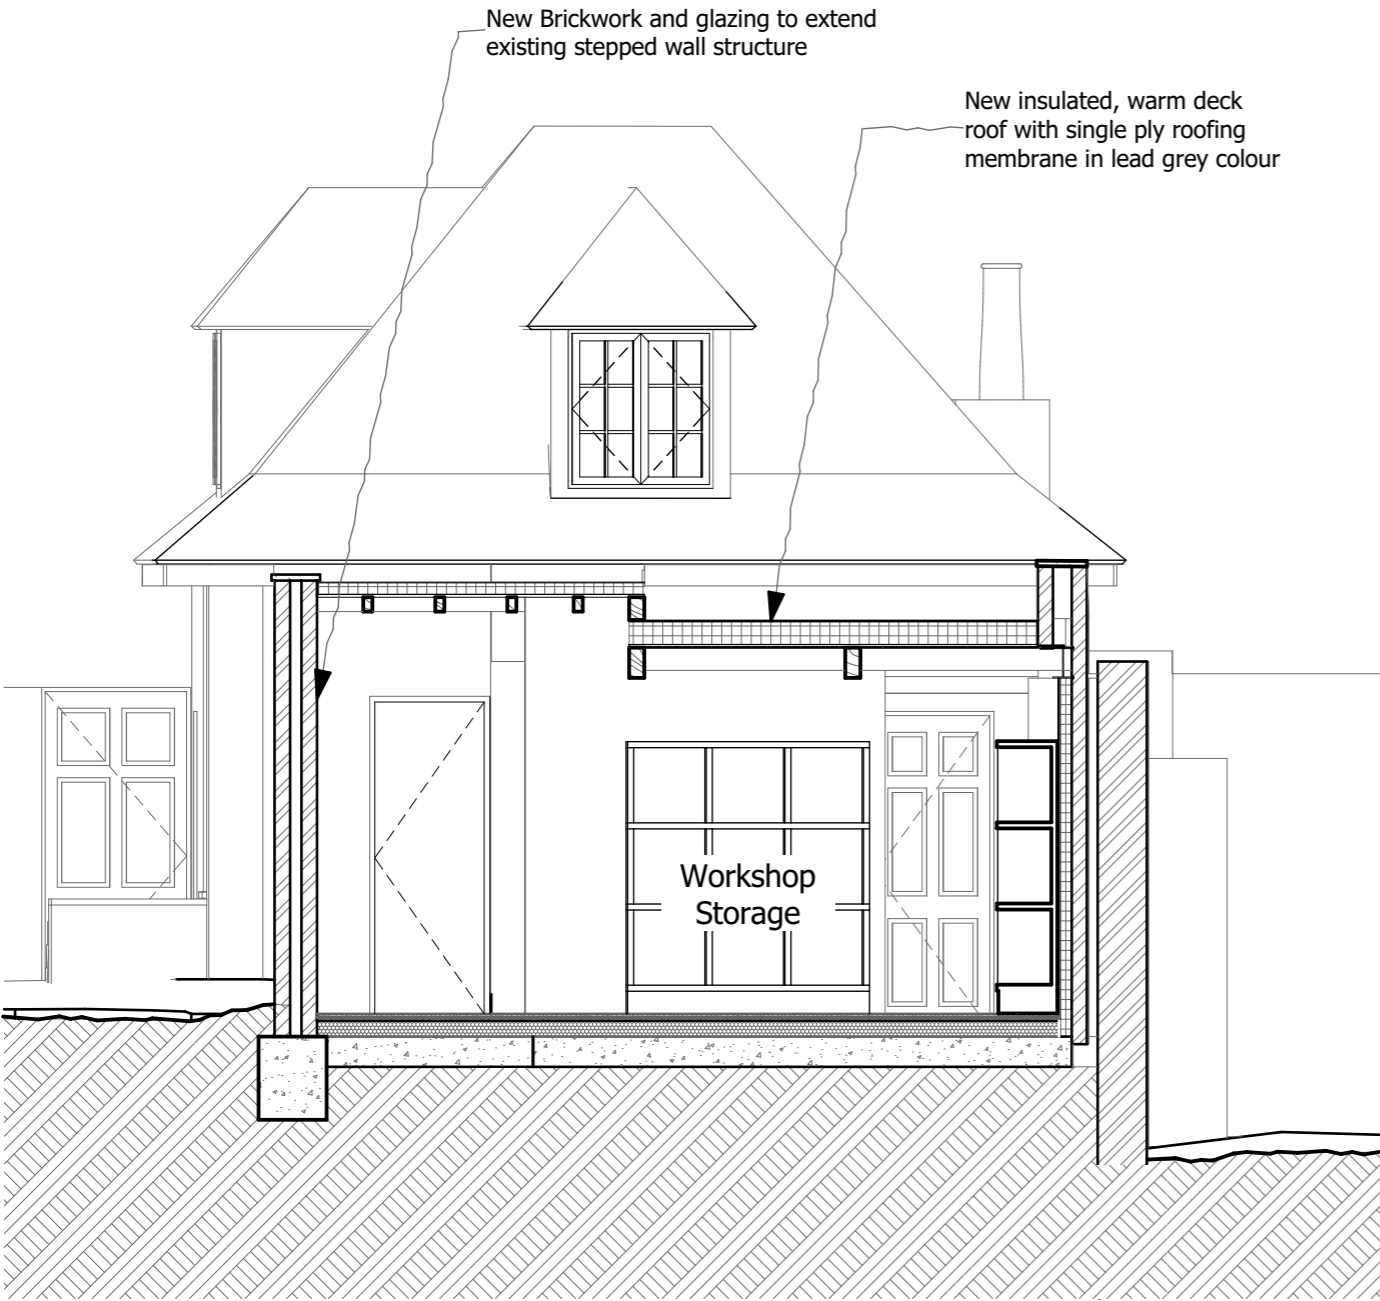 New Brickwork and glazing to extend
existing stepped wall structure
New insulated, warm deck
roof with single ply roofing
membrane in lead grey colour
Workshop
Storage